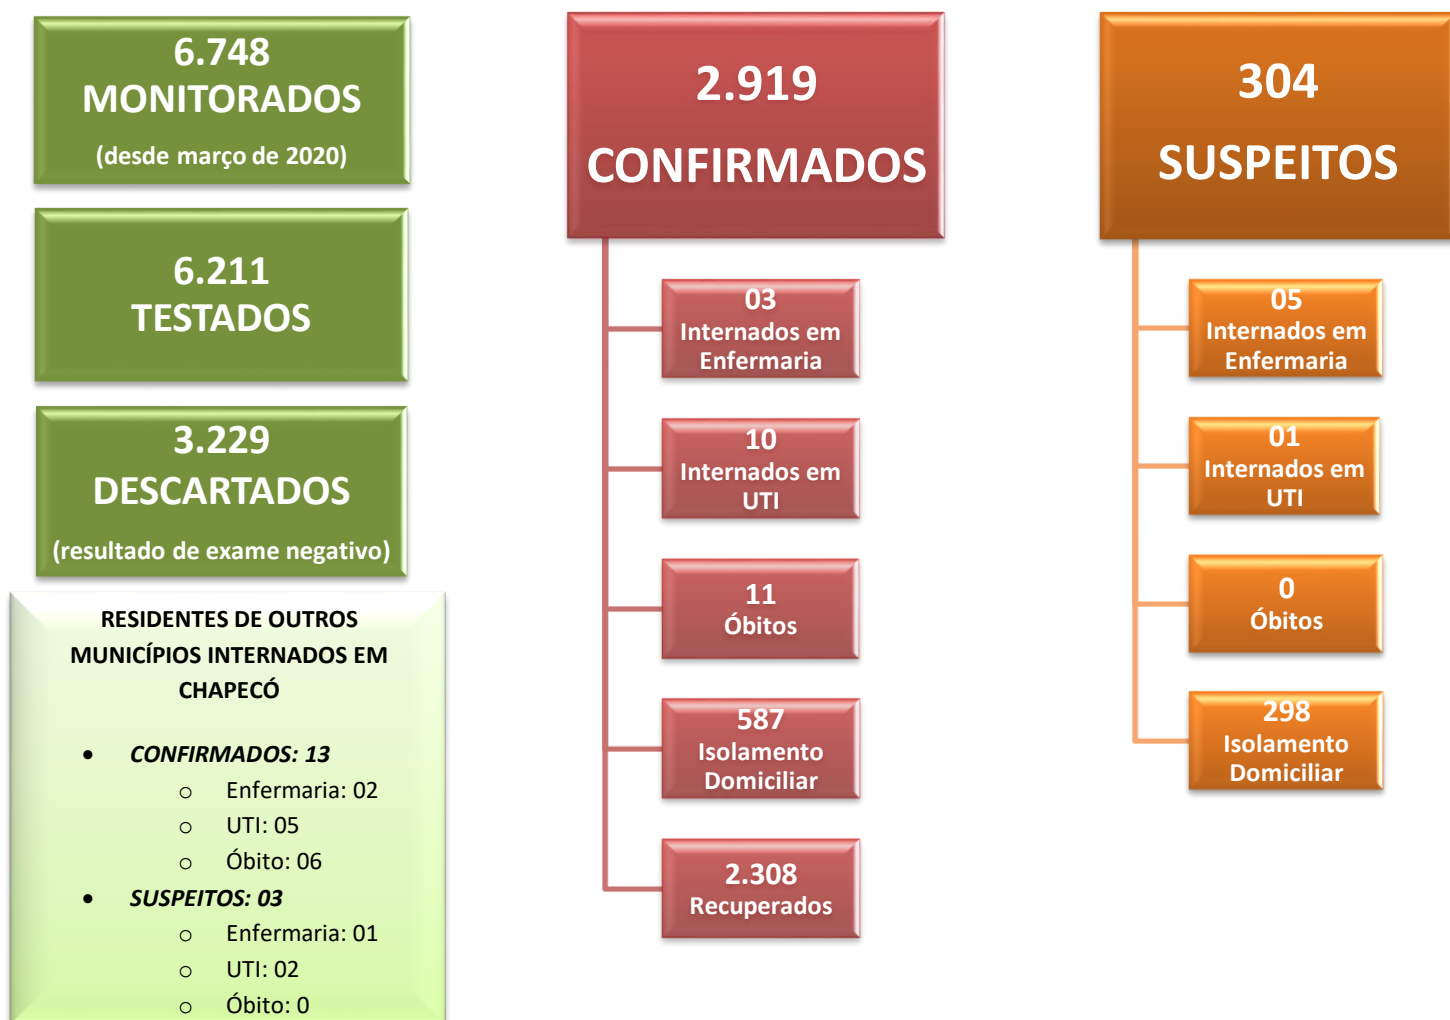 6.748
MONITORADOS
(desde março de 2020)
6.211
TESTADOS
3.229
DESCARTADOS
(resultado de exame negativo)
RESIDENTES DE OUTROS
MUNICÍPIOS INTERNADOS EM
CHAPECÓ
• CONFIRMADOS: 13
o Enfermaria: 02
o UTI: 05
o Óbito: 06
• SUSPEITOS: 03
o Enfermaria: 01
o UTI: 02
o Óbito: 0
2.919
CONFIRMADOS
03
Internados em
Enfermaria
10
Internados em
UTI
11
Óbitos
587
Isolamento
Domiciliar
2.308
Recuperados
304
SUSPEITOS
05
Internados em
Enfermaria
01
Internados em
UTI
0
Óbitos
298
Isolamento
Domiciliar